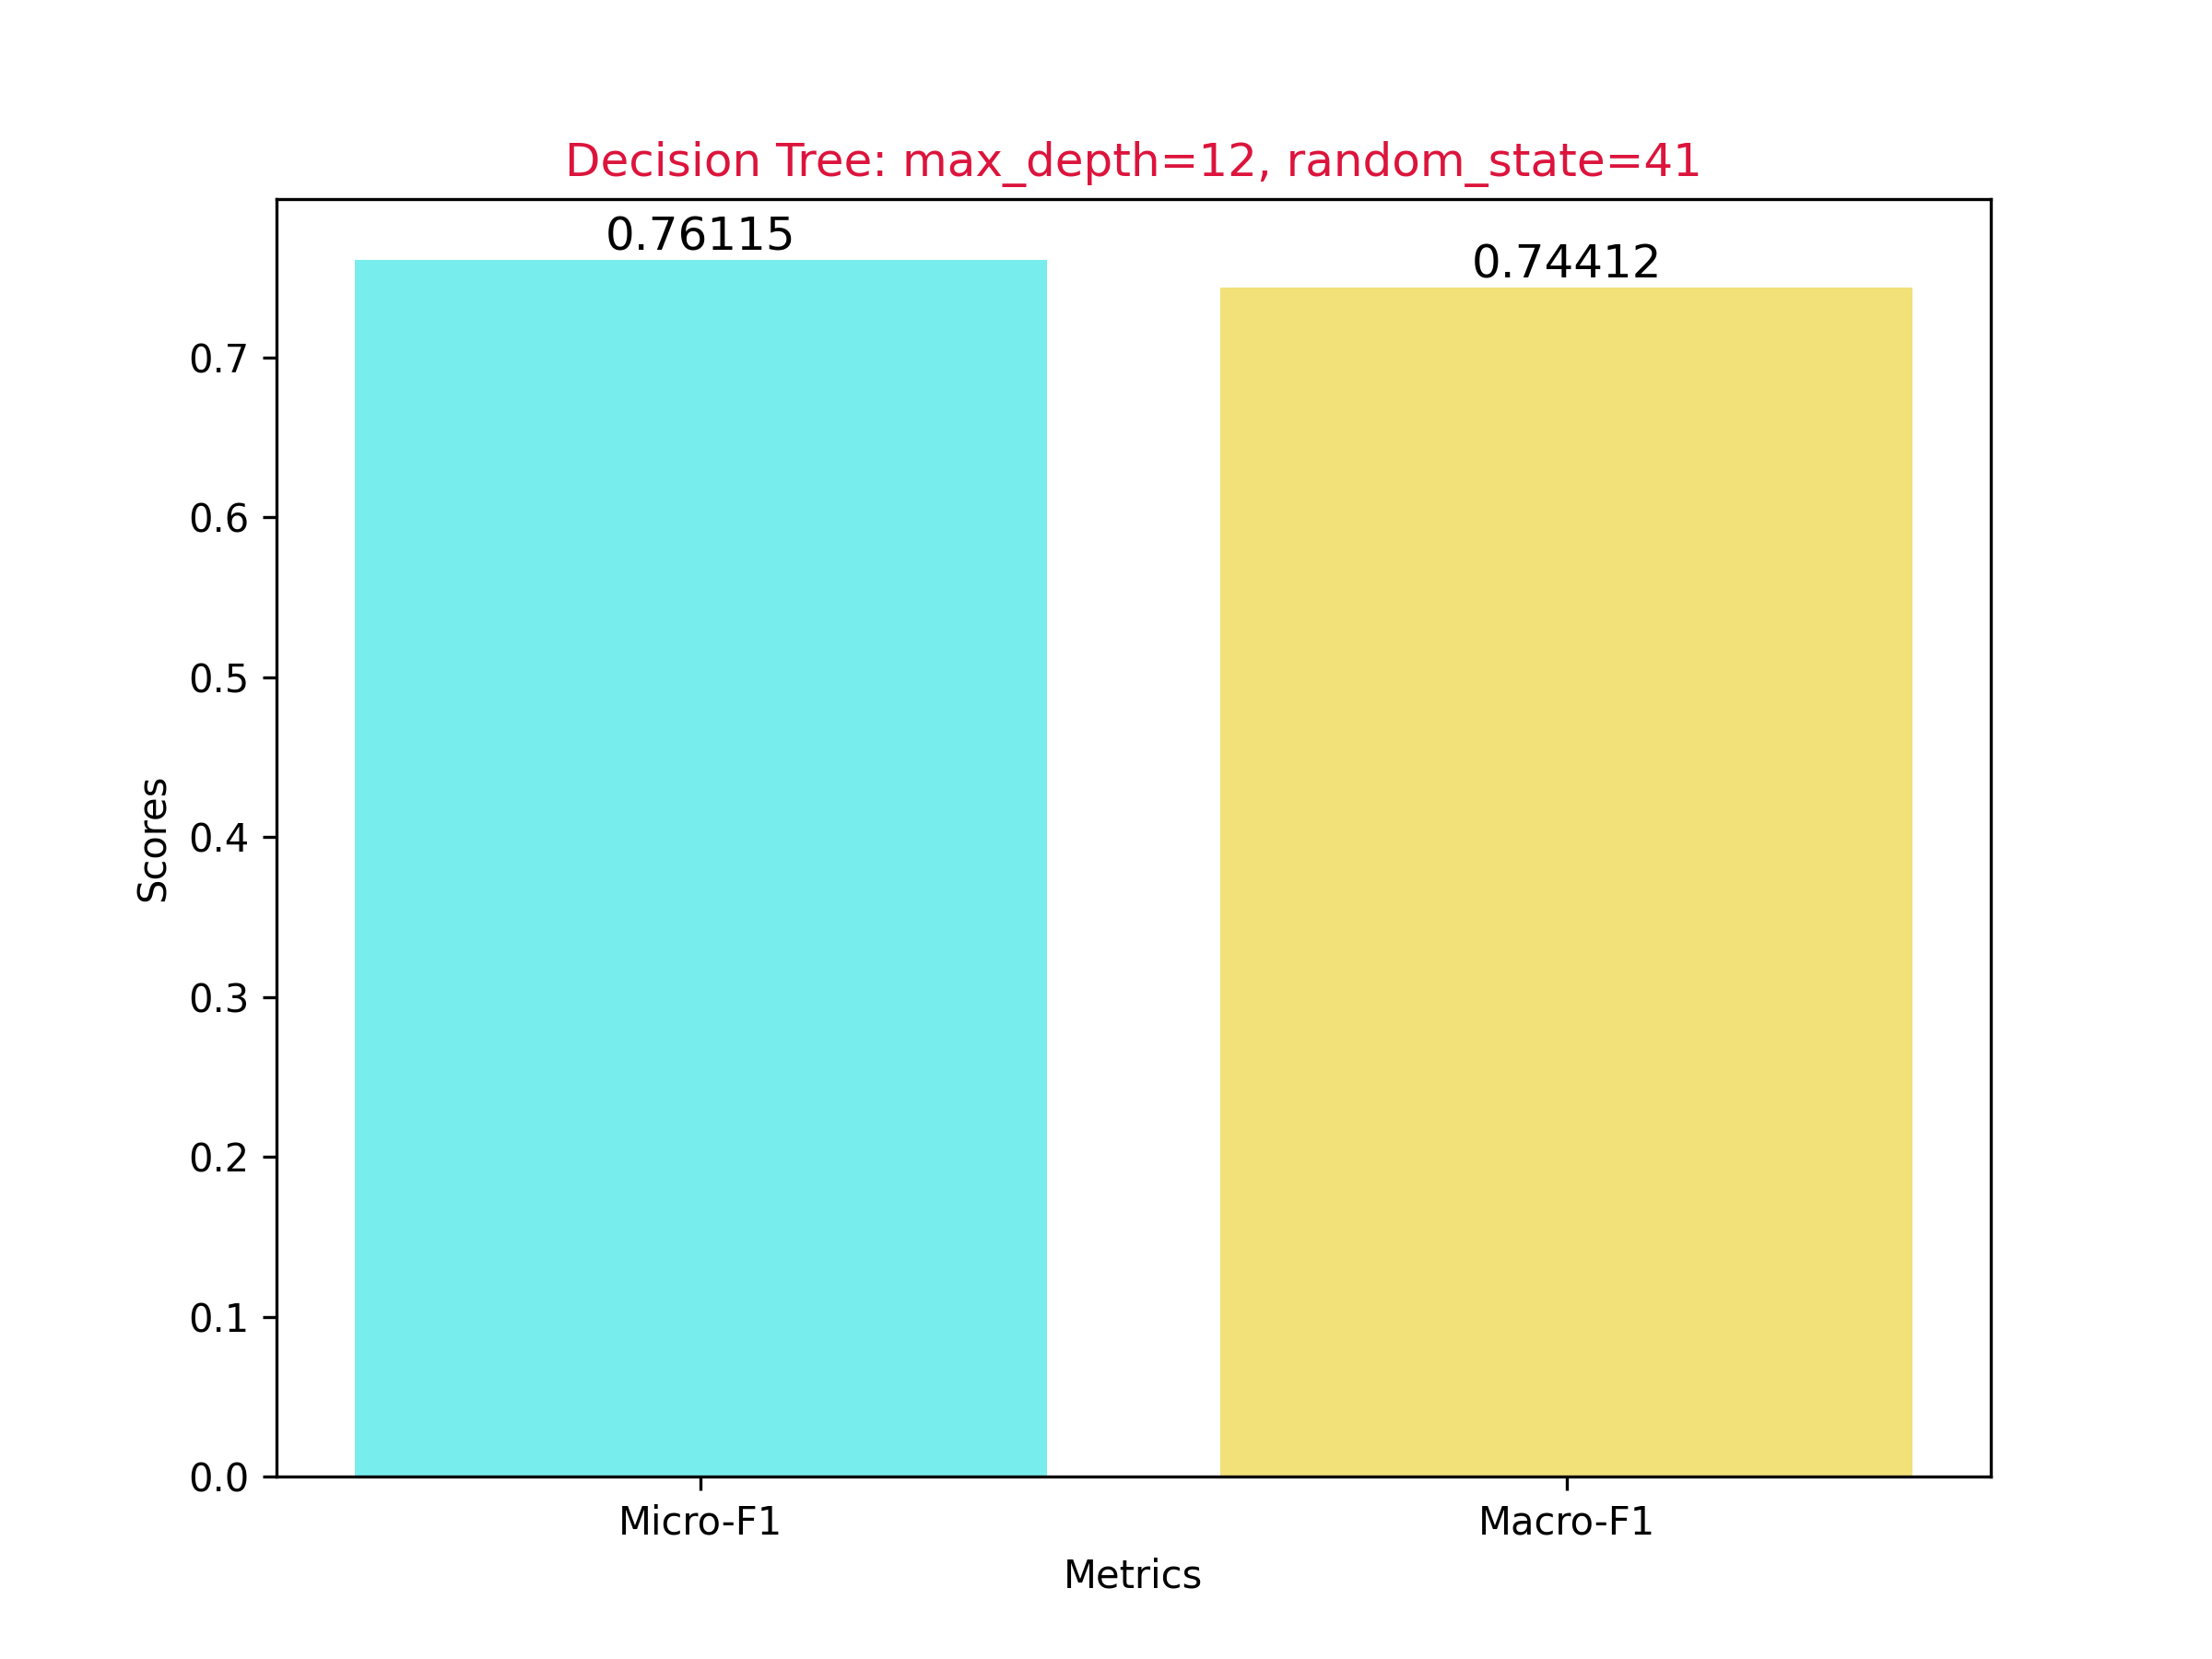 Decision Tree: max_depth=12, random_state=41
0.76115
0.74412
0.7
0.6
0.5
0.4
0.3
0.2
0.1
0.0
Scores
Micro-F1
Macro-F1
Metrics